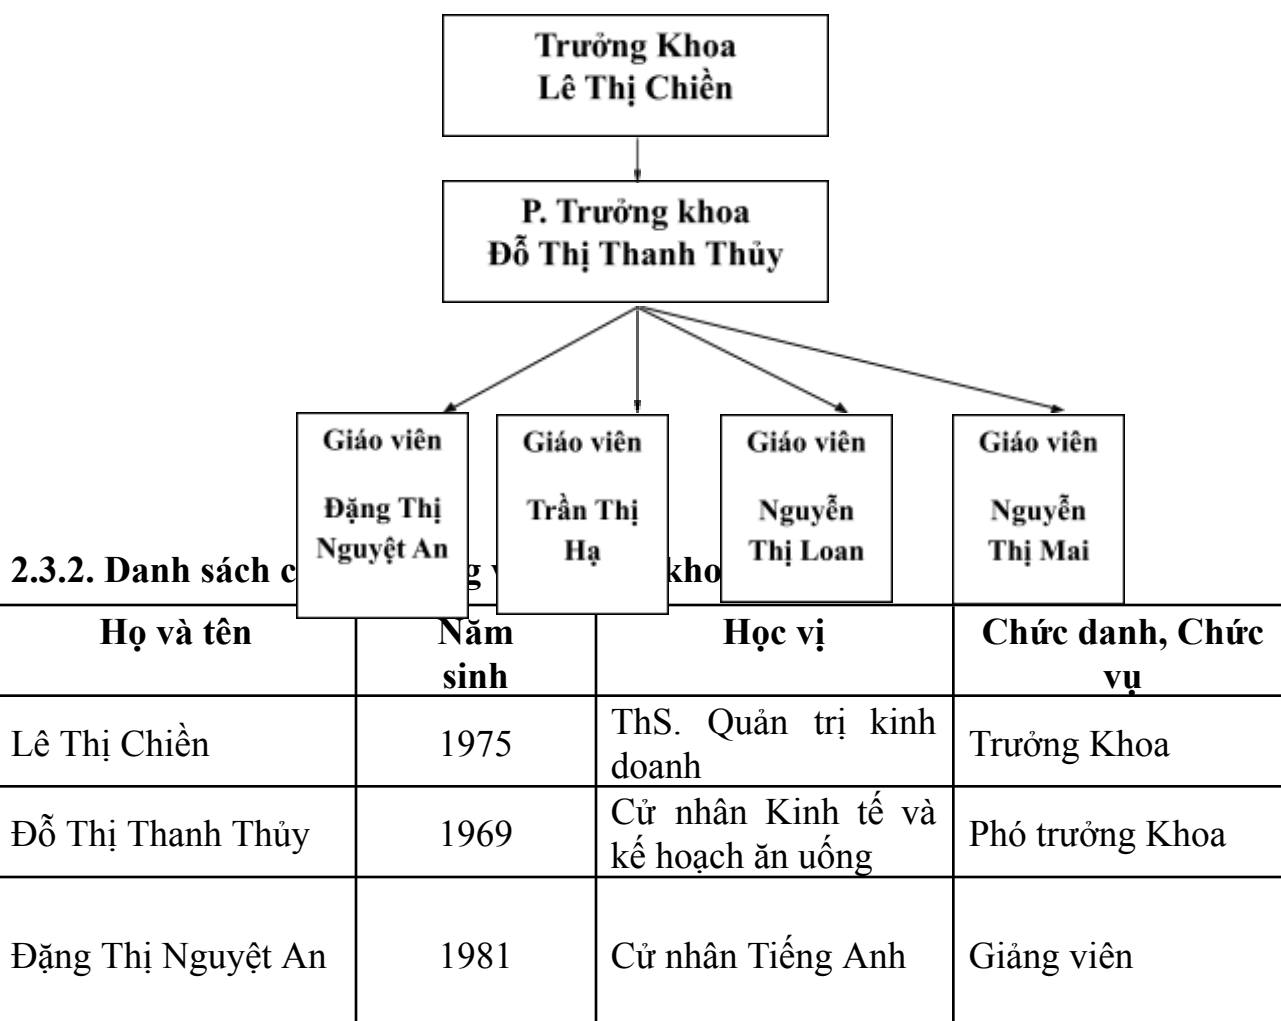 Trưởng Khoa
Lê Thị Chiền
P. Trưởng khoa
Đỗ Thị Thanh Thủy
Giáo viên
Đặng Thị
Nguyệt An
Giáo viên
Trần Thị
Hạ
Giáo viên
Nguyễn
Thị Loan
Giáo viên
Nguyễn
Thị Mai
2.3.2. Danh sách
Họ và tên
Năm
sinh
Học vị
Chức danh, Chức
vụ
Lê Thị Chiền
1975
ThS. Quản trị kinh
doanh
Trưởng Khoa
Đỗ Thị Thanh Thủy
1969
Cử nhân Kinh tế và
kế hoạch ăn uống
Phó trưởng Khoa
Đặng Thị Nguyệt An
1981
Cử nhân Tiếng Anh
Giảng viên